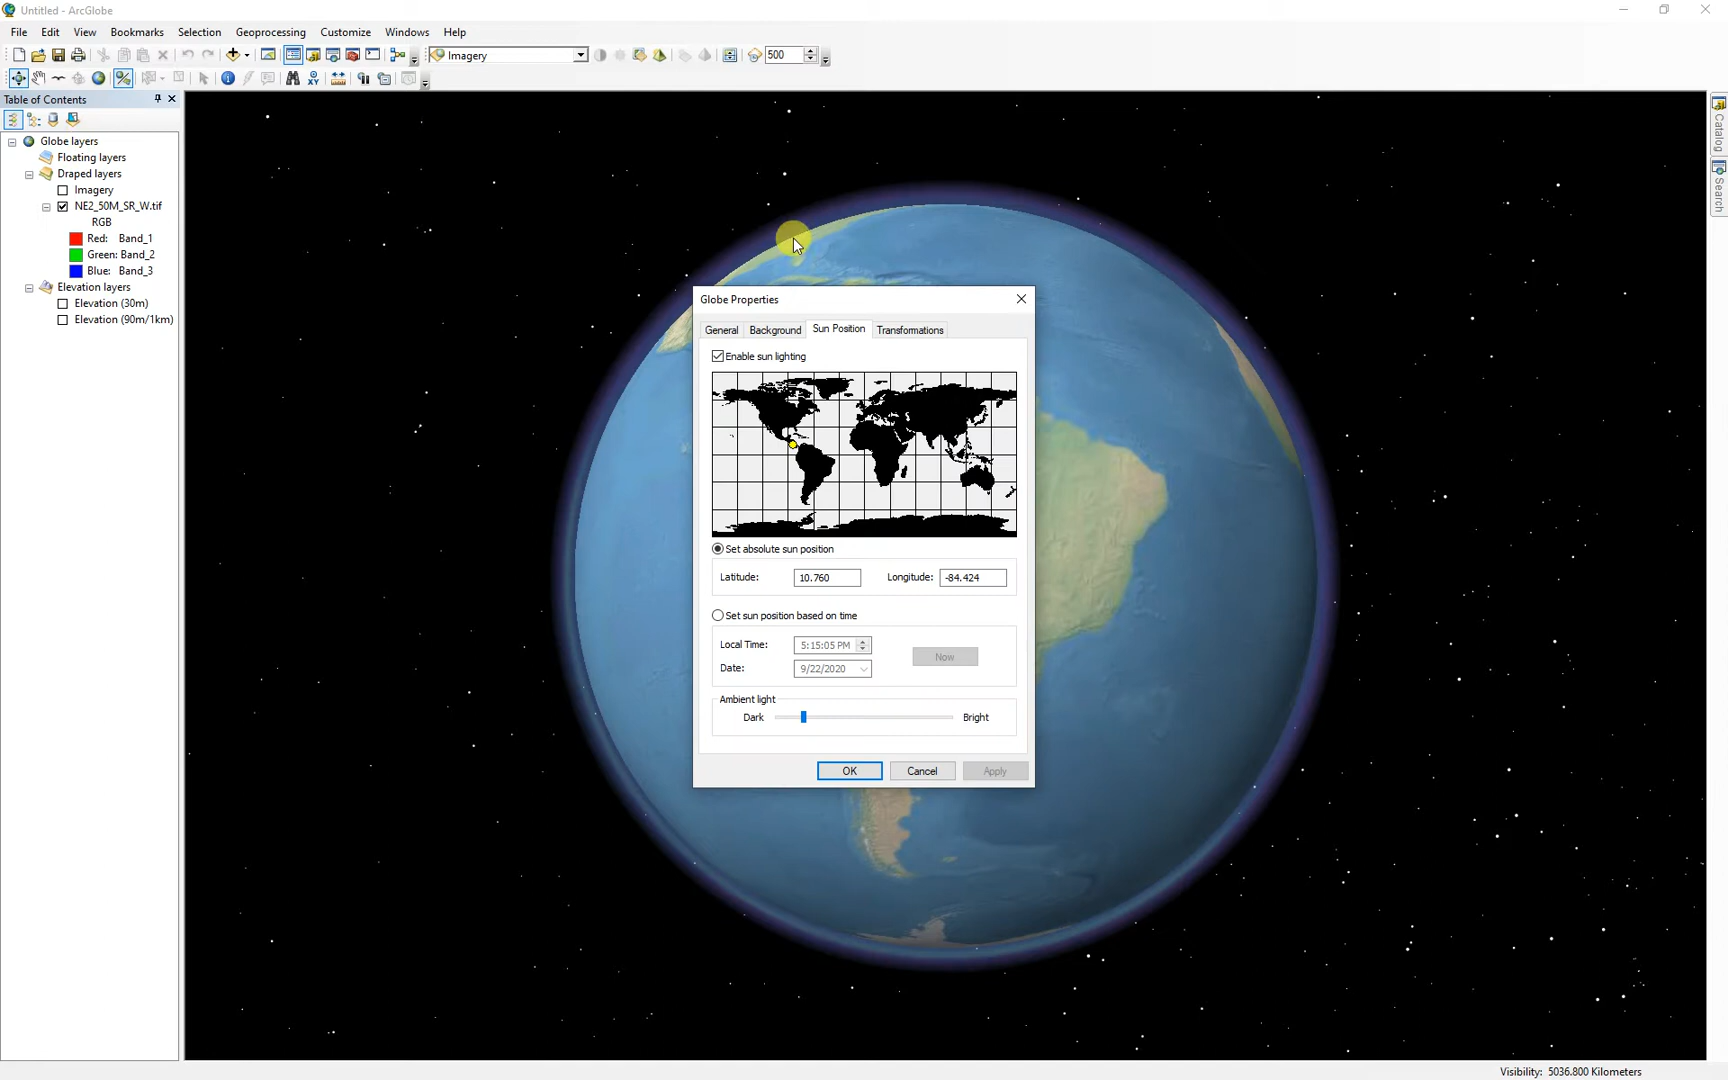 Untitled - ArcGlobe
File Edit View Bookmarks Selection Geoprocessing Customize Windows Help
Imagery 500
Table of Contents
Globe layers
Floating layers
Draped layers
Imagery
NE2_50M_SR_W.tif
RGB
Red: Band_1
Green: Band_2
Blue: Band_3
Elevation layers
Elevation (30m)
Elevation (90m/1km)
Catalog
Search
Globe Properties
General Background Sun Position Transformations
Enable sun lighting
Set absolute sun position
Latitude: 10.760 Longitude: -84.424
Set sun position based on time
Local Time: 5:15:05 PM
Now
Date: 9/22/2020
Ambient light
Dark Bright
OK Cancel Apply
Visibility: 5036.800 Kilometers